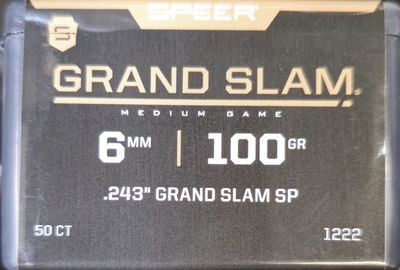 SPEER®
GRAND SLAM®
MEDIUM GAME
6MM | 100GR
.243" GRAND SLAM SP
50 CT 1222